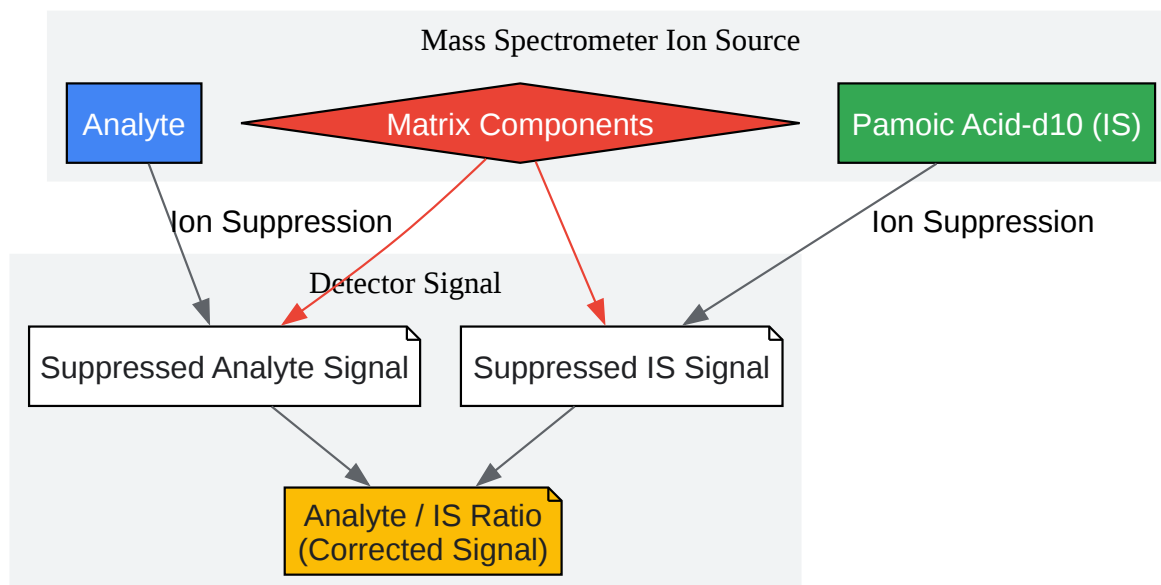 Mass Spectrometer Ion Source
Analyte
Matrix Components
Pamoic Acid-d10 (IS)
Ion Suppression
Ion Suppression
Detector Signal
Suppressed Analyte Signal
Suppressed IS Signal
Analyte / IS Ratio
(Corrected Signal)